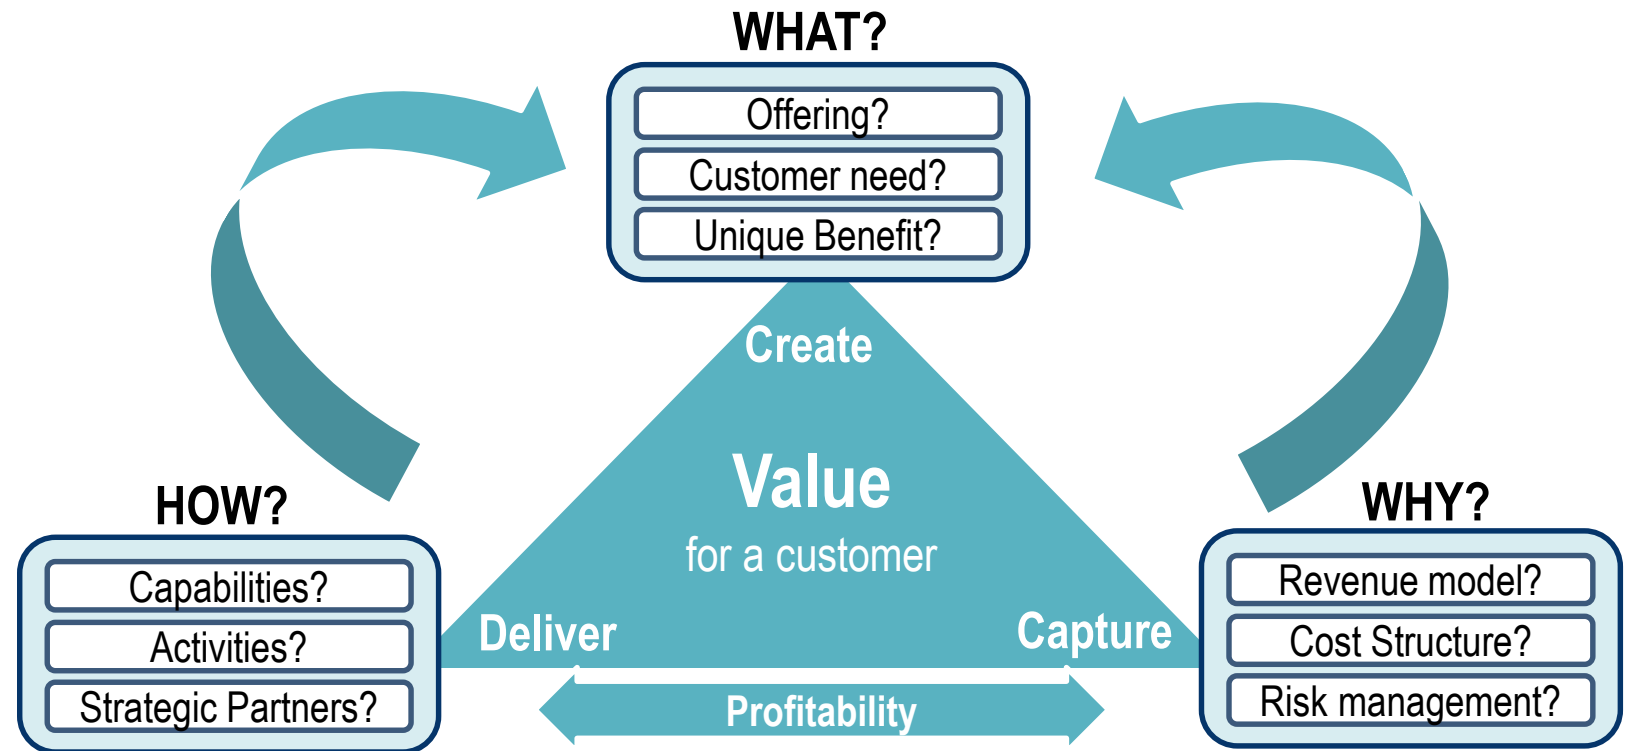 WHAT?
Offering?
Customer need?
Unique Benefit?
Create
Value
for a customer
HOW?
Capabilities?
Activities?
Strategic Partners?
Deliver
Capture
Profitability
WHY?
Revenue model?
Cost Structure?
Risk management?